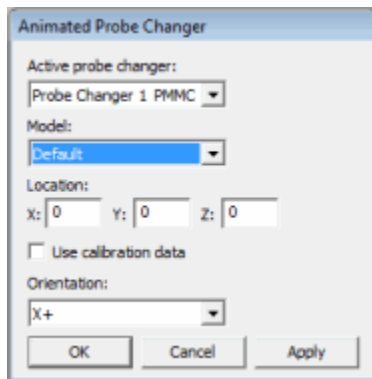 Animated Probe Changer
Active probe changer:
Probe Changer 1 PMMC
Model:
Default
Location:
X: 0 Y: 0 Z: 0
Use calibration data
Orientation:
X+
OK Cancel Apply